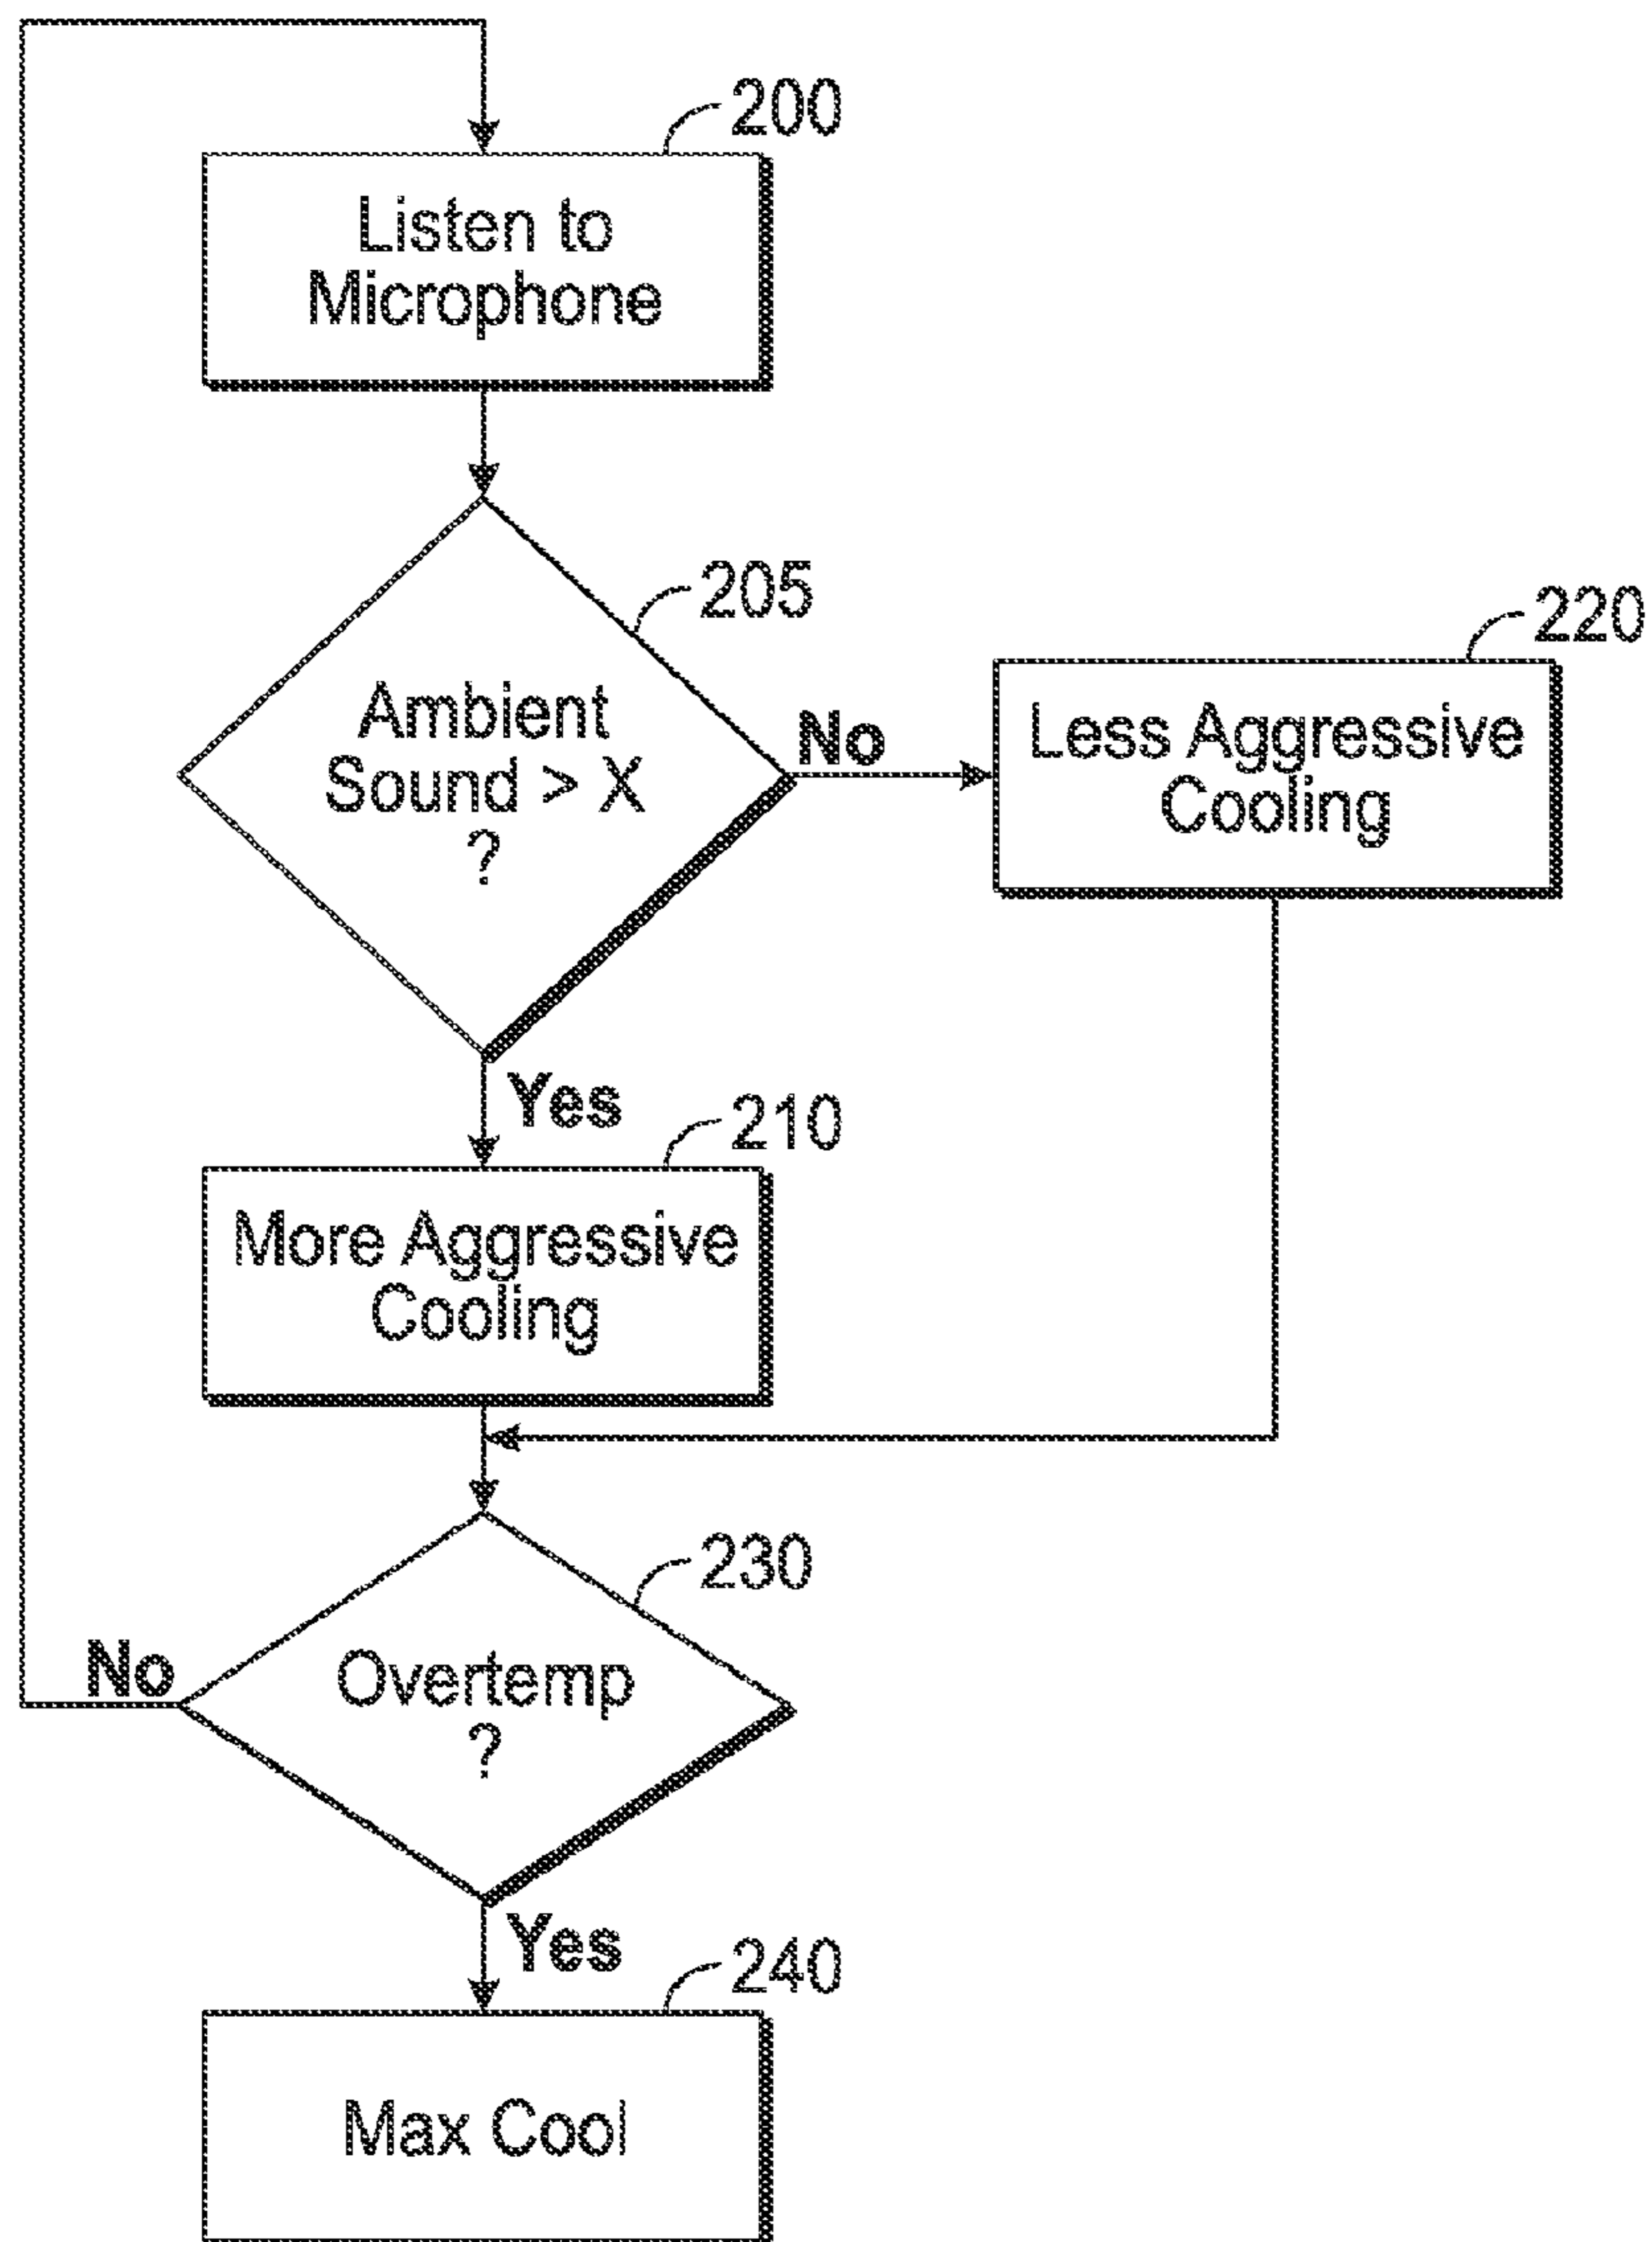 200
Listen to
Microphone
205
Ambient
Sound > X
?
No
220
Less Aggressive
Cooling
Yes
210
More Aggressive
Cooling
230
Overtemp
?
No
Yes
240
Max Cool